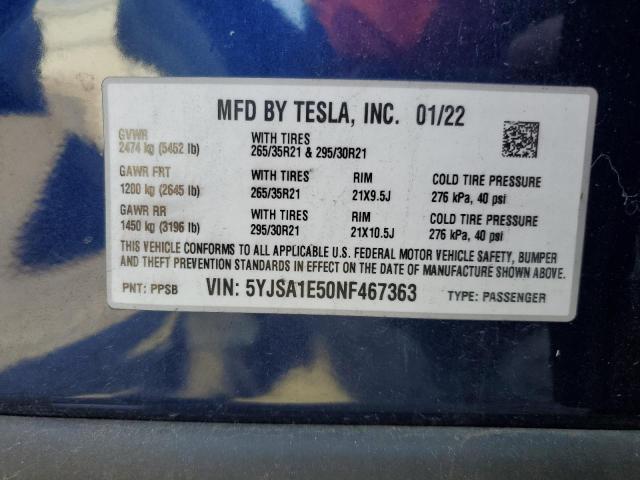 MFD BY TESLA, INC. 01/22
GVWR WITH TIRES
2474 kg (5452 lb) 265/35R21 & 295/30R21
GAWR FRT WITH TIRES RIM COLD TIRE PRESSURE
1200 kg (2645 lb) 265/35R21 21X9.5J 276 kPa, 40 psi
GAWR RR WITH TIRES RIM COLD TIRE PRESSURE
1450 kg (3196 lb) 295/30R21 21X10.5J 276 kPa, 40 psi
THIS VEHICLE CONFORMS TO ALL APPLICABLE U.S. FEDERAL MOTOR VEHICLE SAFETY, BUMPER
AND THEFT PREVENTION STANDARDS IN EFFECT ON THE DATE OF MANUFACTURE SHOWN ABOVE.
PNT: PPSB VIN: 5YJSA1E50NF467363 TYPE: PASSENGER